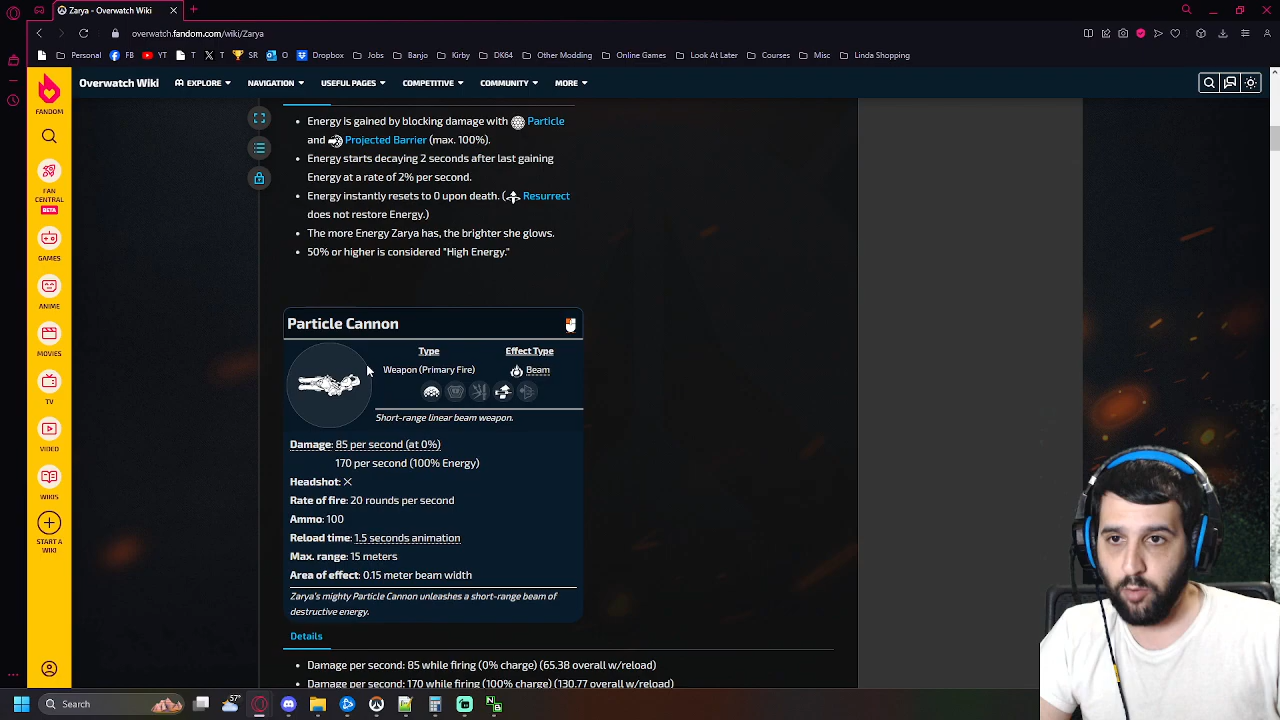 Zarya - Overwatch Wiki
overwatch.fandom.com/wiki/Zarya
Personal FB YT T X T SR O Dropbox Jobs Banjo Kirby DK64 Other Modding Online Games Look At Later Courses Misc Linda Shopping
Overwatch Wiki EXPLORE NAVIGATION USEFUL PAGES COMPETITIVE COMMUNITY MORE
FANDOM
FAN
CENTRAL
BETA
GAMES
ANIME
MOVIES
TV
VIDEO
WIKIS
START A
WIKI
• Energy is gained by blocking damage with Particle
and Projected Barrier (max. 100%).
• Energy starts decaying 2 seconds after last gaining
Energy at a rate of 2% per second.
• Energy instantly resets to 0 upon death. ( Resurrect
does not restore Energy.)
• The more Energy Zarya has, the brighter she glows.
• 50% or higher is considered "High Energy."
Particle Cannon
Type Effect Type
Weapon (Primary Fire) Beam
Short-range linear beam weapon.
Damage: 85 per second (at 0%)
170 per second (100% Energy)
Headshot: ✕
Rate of fire: 20 rounds per second
Ammo: 100
Reload time: 1.5 seconds animation
Max. range: 15 meters
Area of effect: 0.15 meter beam width
Zarya's mighty Particle Cannon unleashes a short-range beam of
destructive energy.
Details
• Damage per second: 85 while firing (0% charge) (65.38 overall w/reload)
• Damage per second: 170 while firing (100% charge) (130.77 overall w/reload)
Search
57°